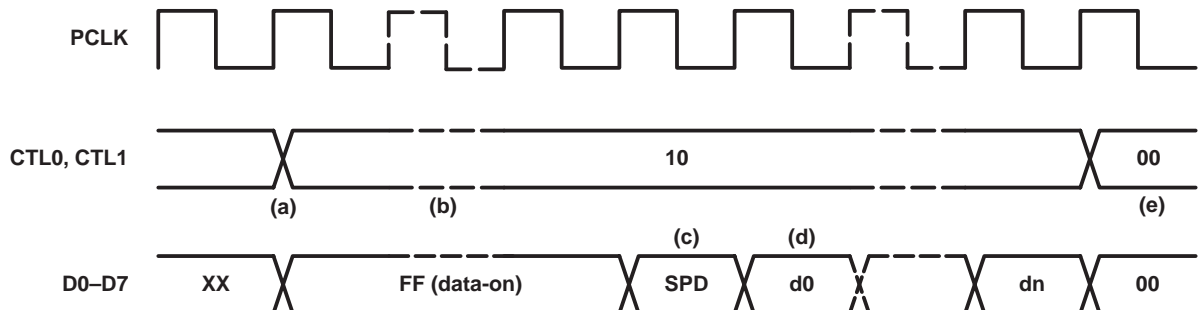 PCLK
CTL0, CTL1
10
00
(a)
(b)
(e)
(c)
(d)
D0–D7
XX
FF (data-on)
SPD
d0
dn
00